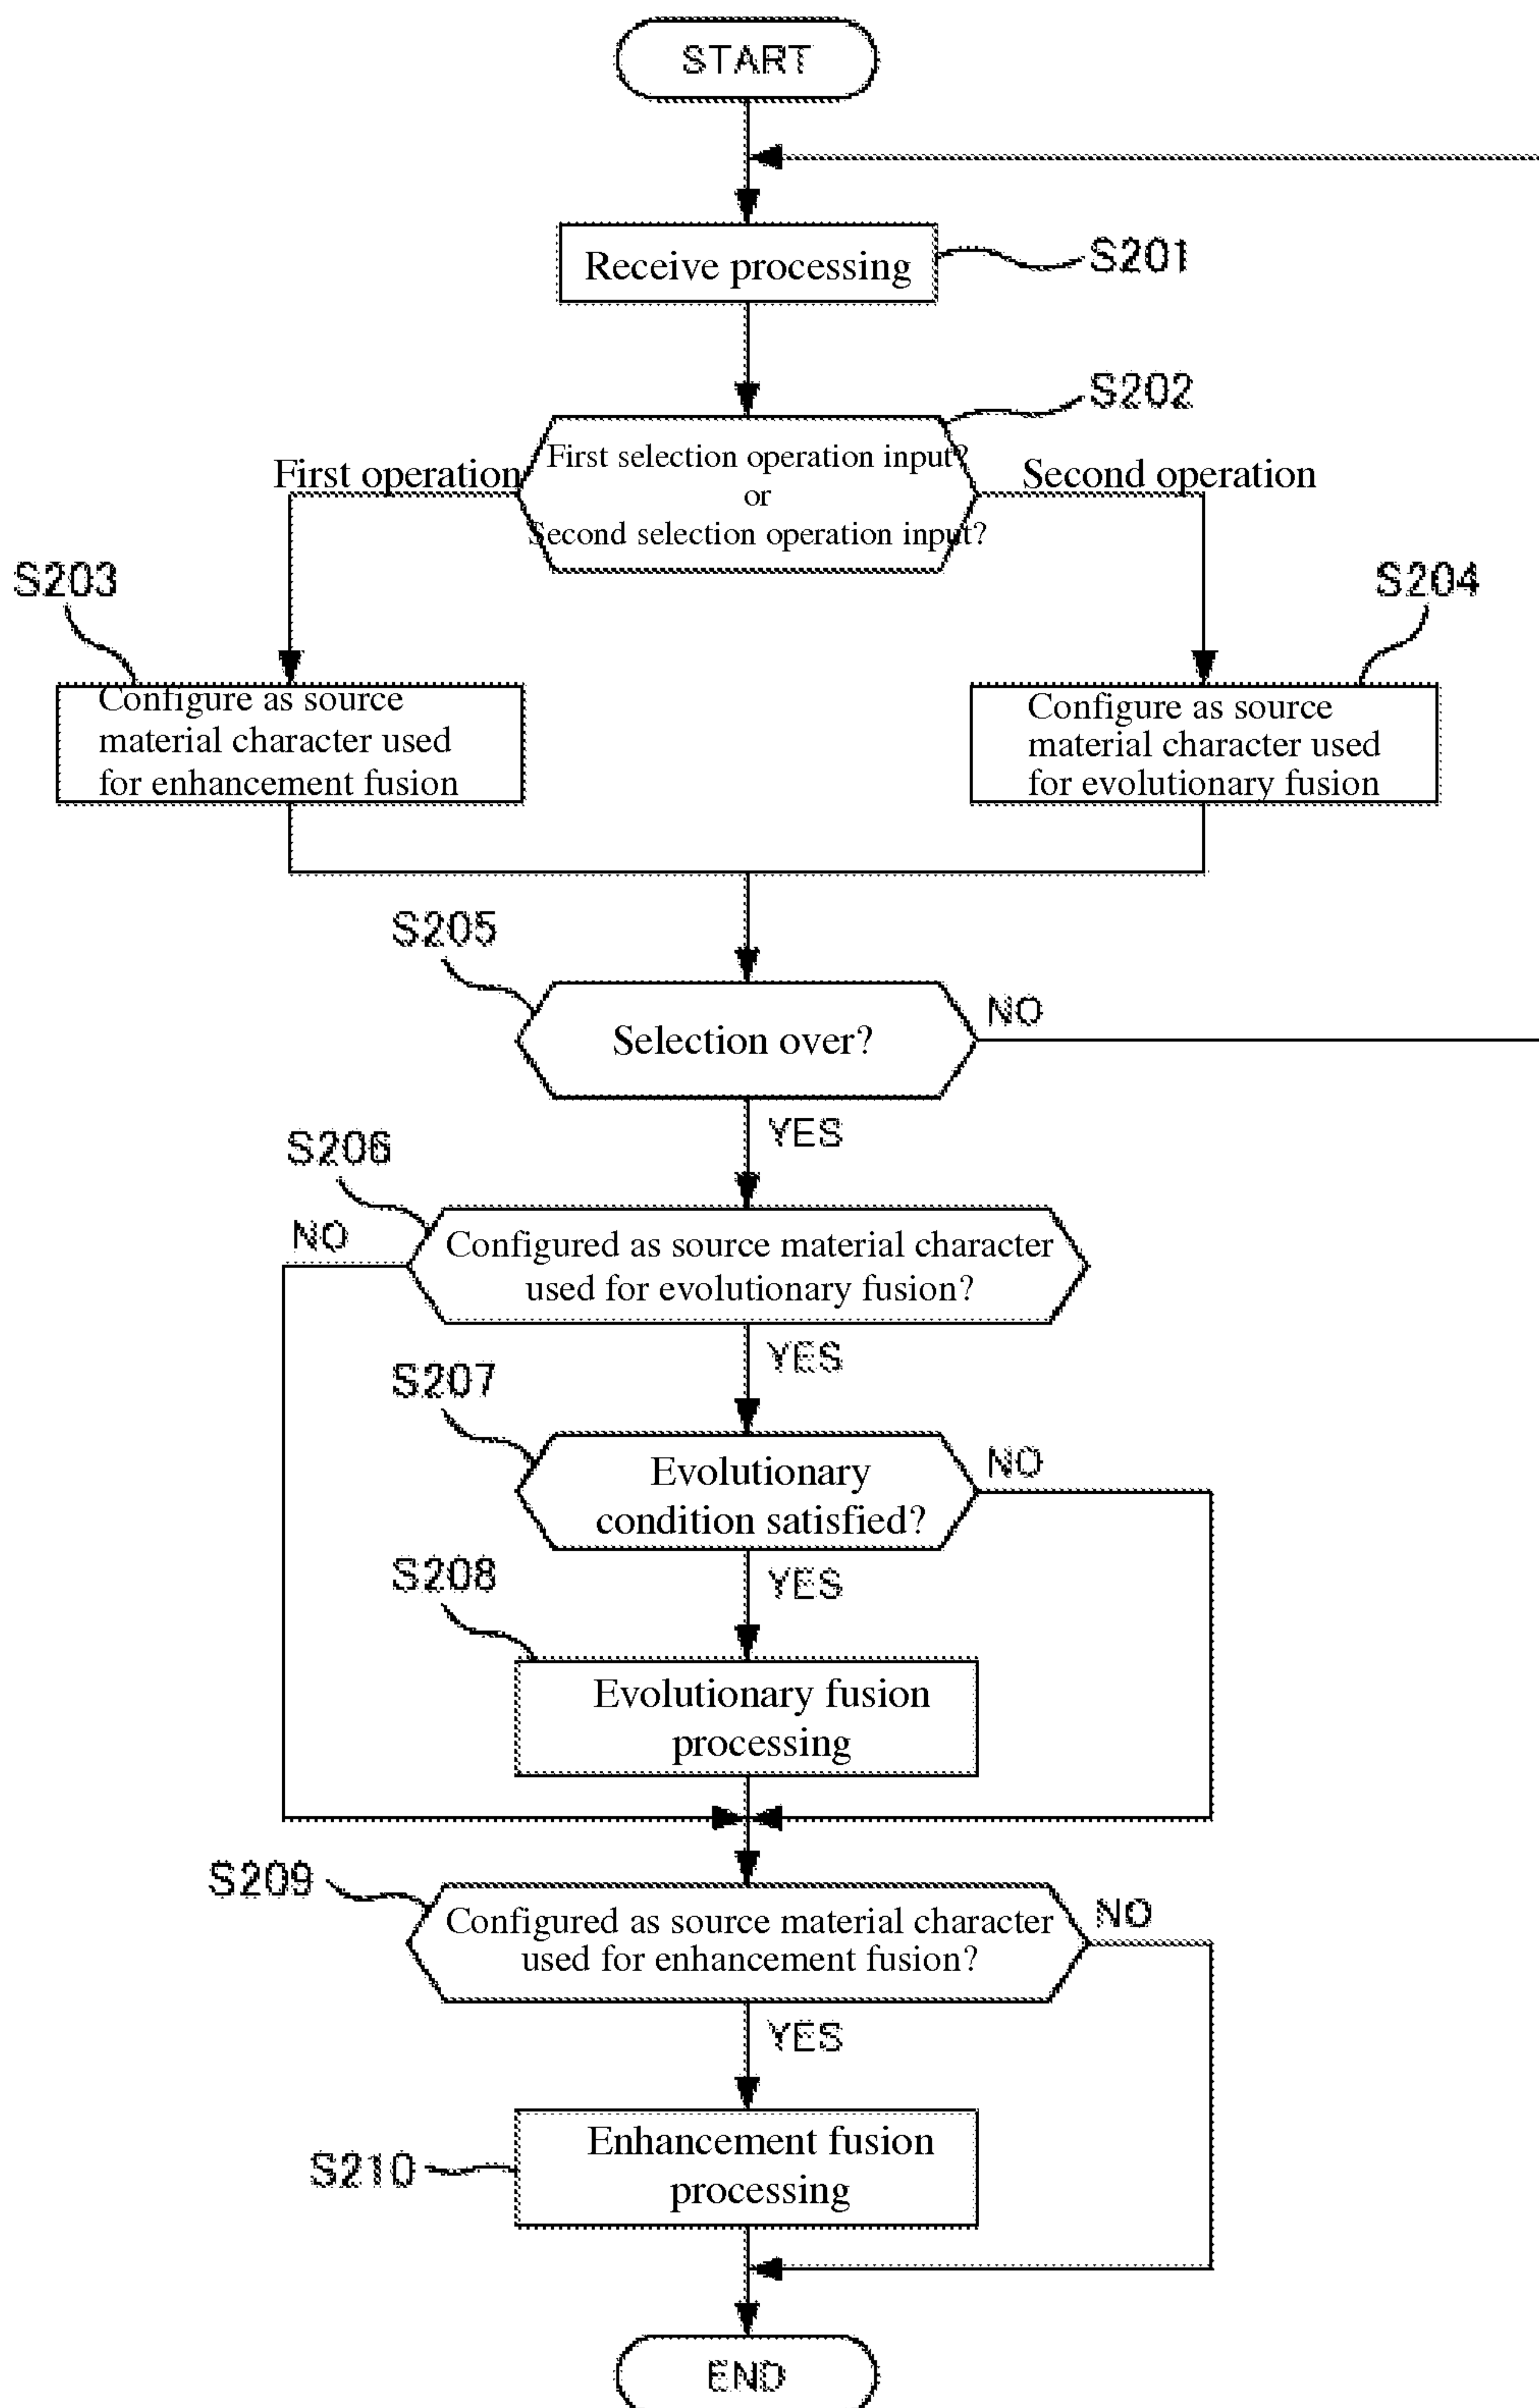 START
Receive processing
S201
S202
First operation
First selection operation input?
or
Second selection operation input?
Second operation
S203
S204
Configure as source
material character used
for enhancement fusion
Configure as source
material character used
for evolutionary fusion
S205
Selection over?
NO
YES
S206
NO
Configured as source material character
used for evolutionary fusion?
YES
S207
Evolutionary
condition satisfied?
NO
YES
S208
Evolutionary fusion
processing
S209
Configured as source material character
used for enhancement fusion?
NO
YES
S210
Enhancement fusion
processing
END